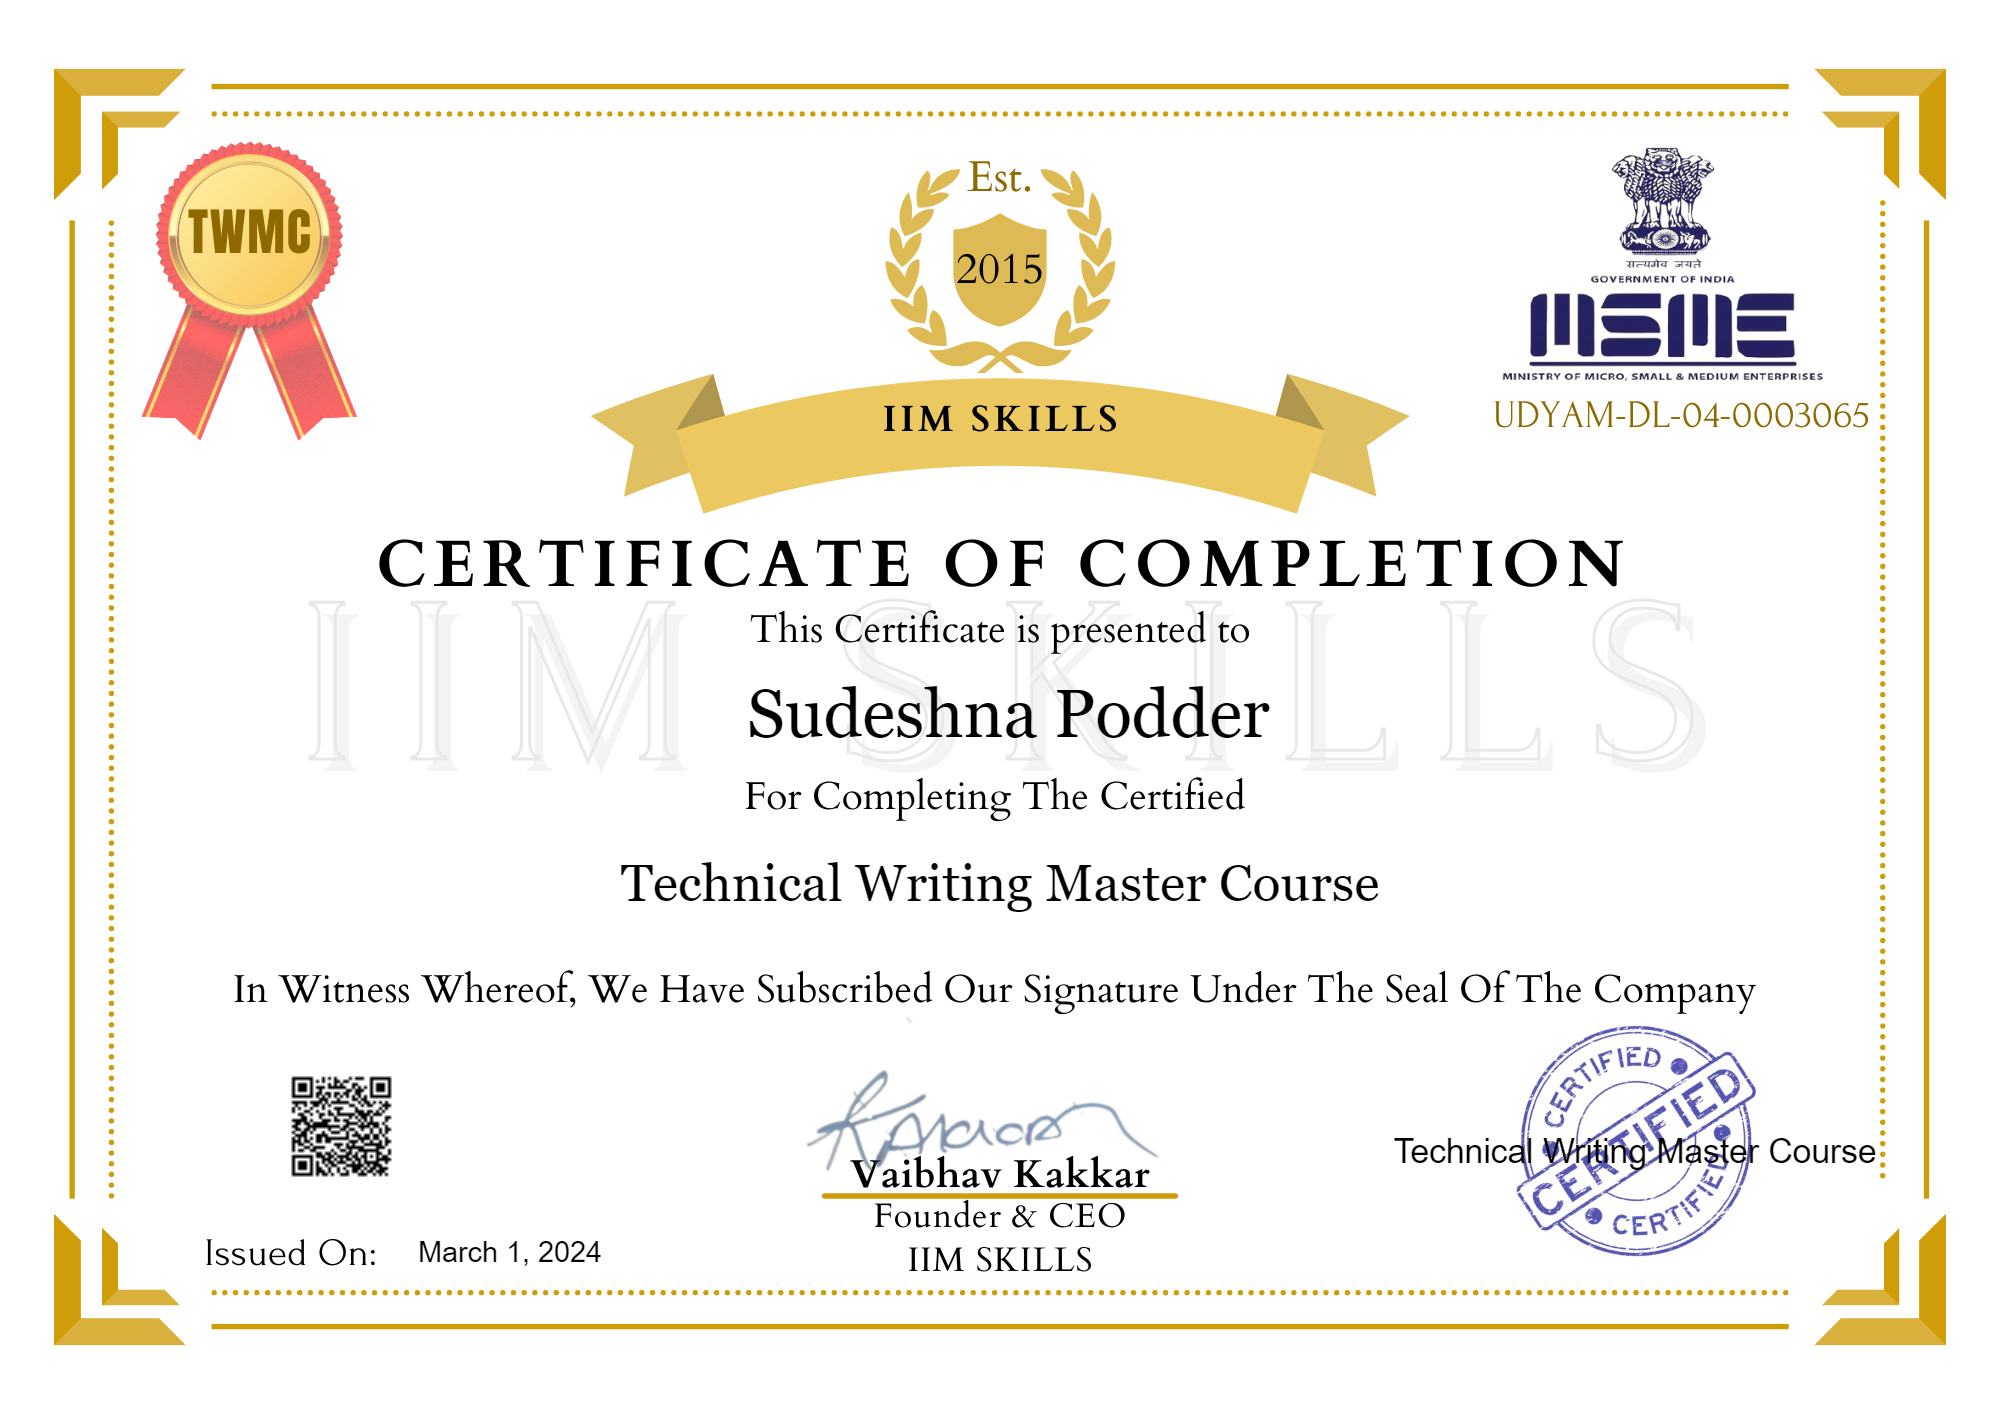 TWMC
Est.
2015
IIM SKILLS
सत्यमेव जयते
GOVERNMENT OF INDIA
MSME
MINISTRY OF MICRO, SMALL & MEDIUM ENTERPRISES
UDYAM-DL-04-0003065
CERTIFICATE OF COMPLETION
IIM SKILLS
This Certificate is presented to
Sudeshna Podder
For Completing The Certified
Technical Writing Master Course
In Witness Whereof, We Have Subscribed Our Signature Under The Seal Of The Company
Vaibhav Kakkar
Founder & CEO
IIM SKILLS
Issued On: March 1, 2024
CERTIFIED
CERTIFIED
CERTIFIED
Technical Writing Master Course